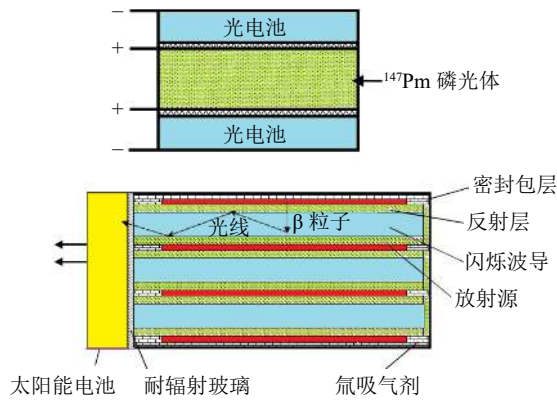 −
光电池
+
¹⁴⁷Pm 磷光体
+
光电池
−
密封包层
β 粒子
反射层
光线
闪烁波导
放射源
太阳能电池
耐辐射玻璃
氚吸气剂